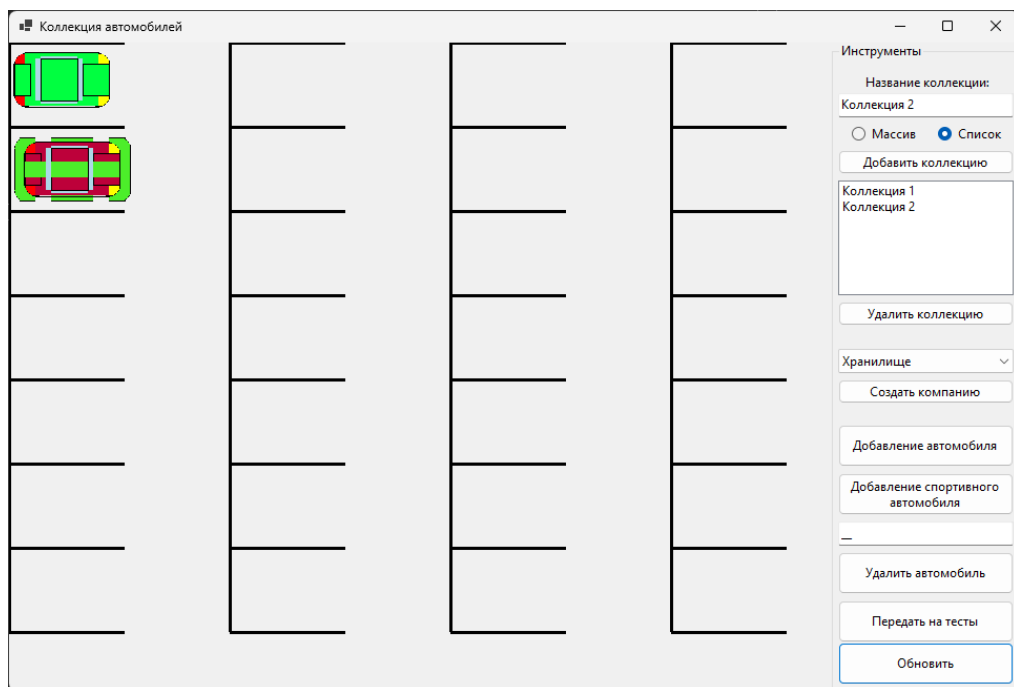 Коллекция автомобилей
Инструменты
Название коллекции:
Коллекция 2
Массив
Список
Добавить коллекцию
Коллекция 1
Коллекция 2
Удалить коллекцию
Хранилище
Создать компанию
Добавление автомобиля
Добавление спортивного
автомобиля
__
Удалить автомобиль
Передать на тесты
Обновить